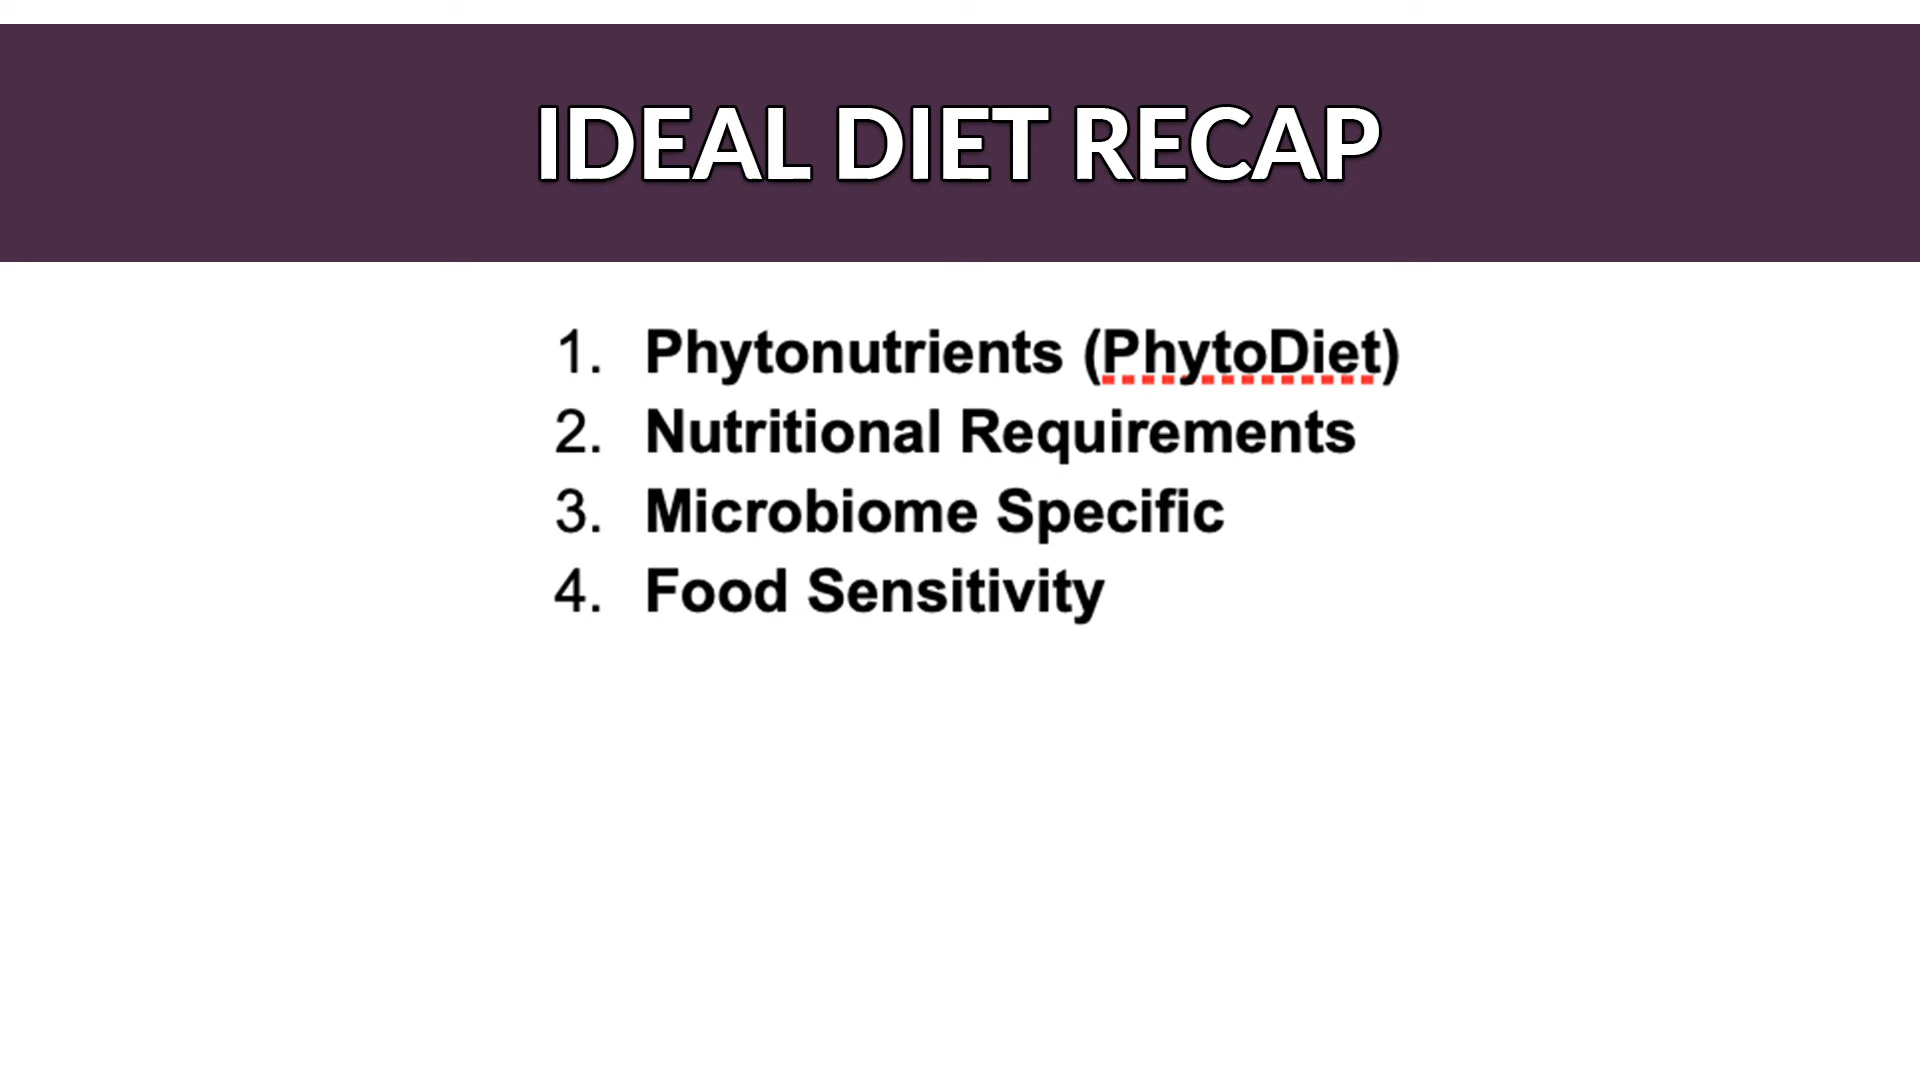 IDEAL DIET RECAP
1. Phytonutrients (PhytoDiet)
2. Nutritional Requirements
3. Microbiome Specific
4. Food Sensitivity